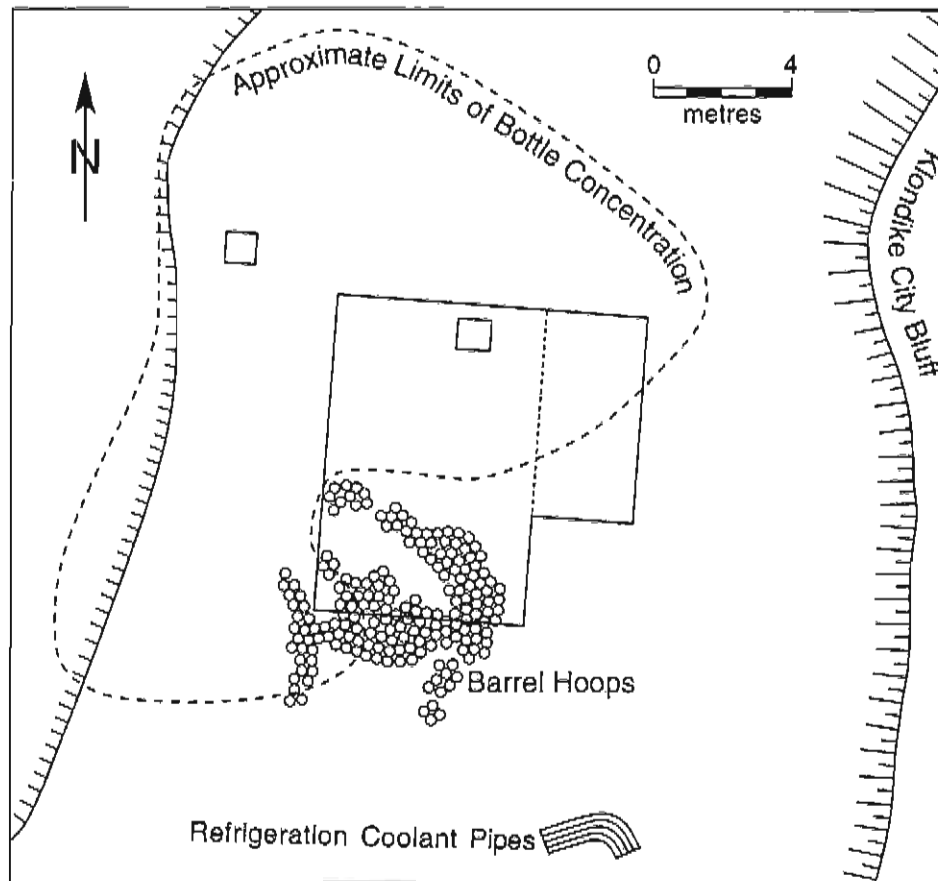 Approximate Limits of Bottle Concentration
0 4
metres
N
Klondike City Bluff
Barrel Hoops
Refrigeration Coolant Pipes